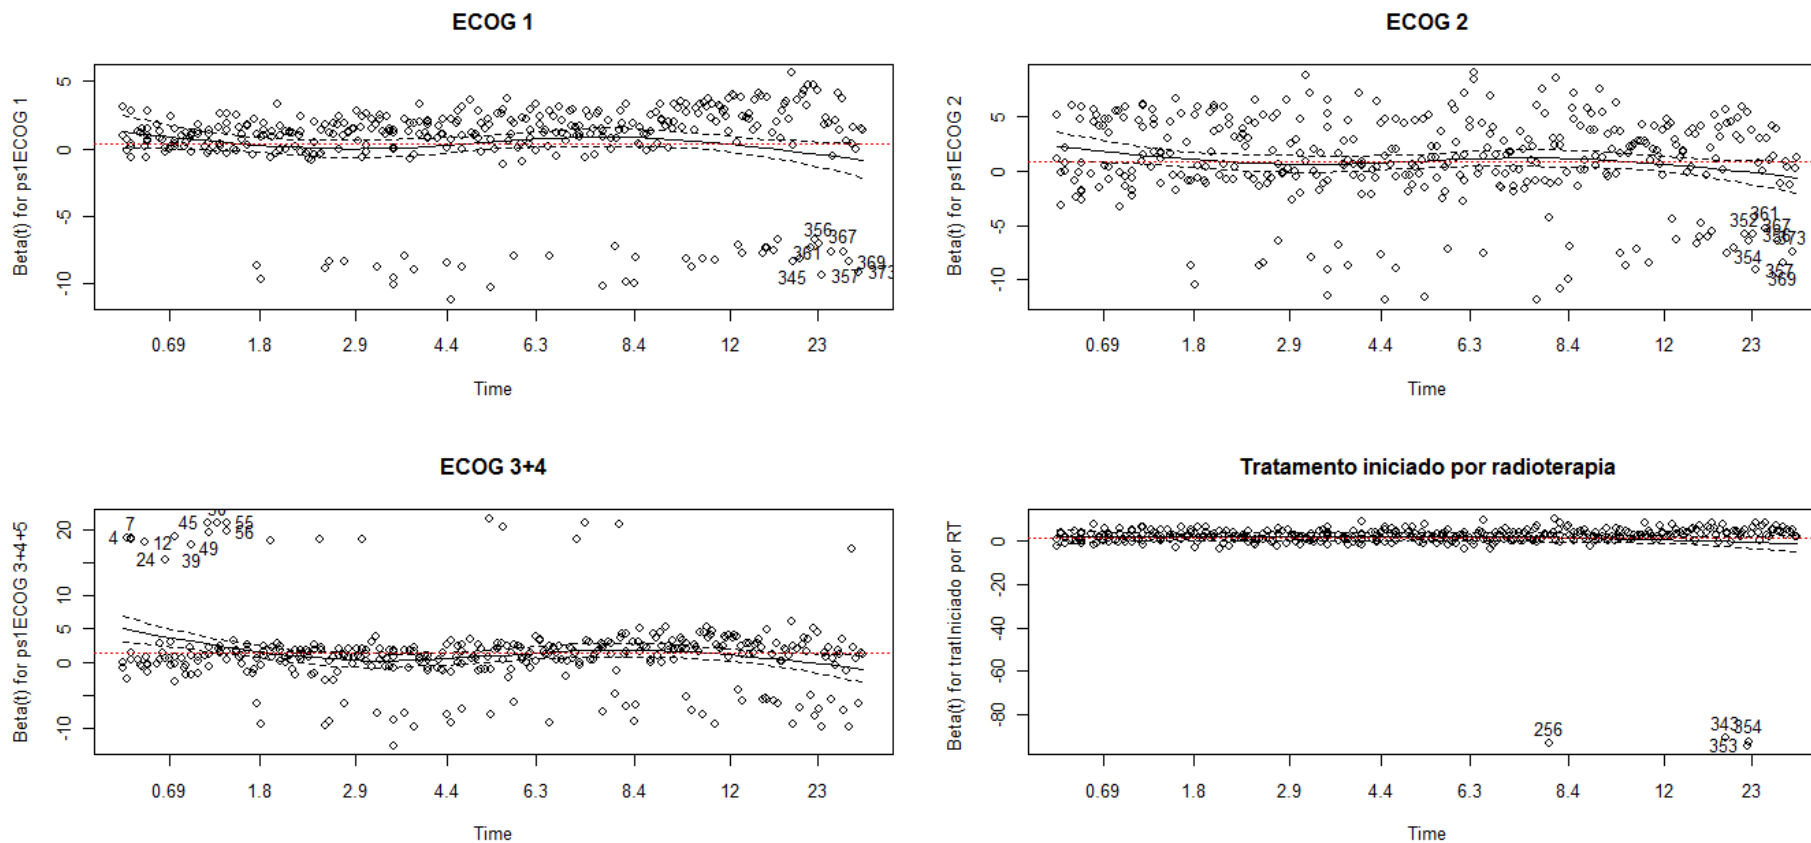 ECOG 1
Beta(t) for ps1ECOG 1
5
0
-5
-10
356
367
361
369
345
357
373
0.69 1.8 2.9 4.4 6.3 8.4 12 23
Time
ECOG 2
Beta(t) for ps1ECOG 2
5
0
-5
-10
361
352
367
356
373
354
357
369
0.69 1.8 2.9 4.4 6.3 8.4 12 23
Time
ECOG 3+4
Beta(t) for ps1ECOG 3+4+5
20
10
5
0
-10
7
4
12
24
39
45
49
55
56
0.69 1.8 2.9 4.4 6.3 8.4 12 23
Time
Tratamento iniciado por radioterapia
Beta(t) for tratIniciado por RT
0
-20
-40
-60
-80
256
343
354
353
0.69 1.8 2.9 4.4 6.3 8.4 12 23
Time